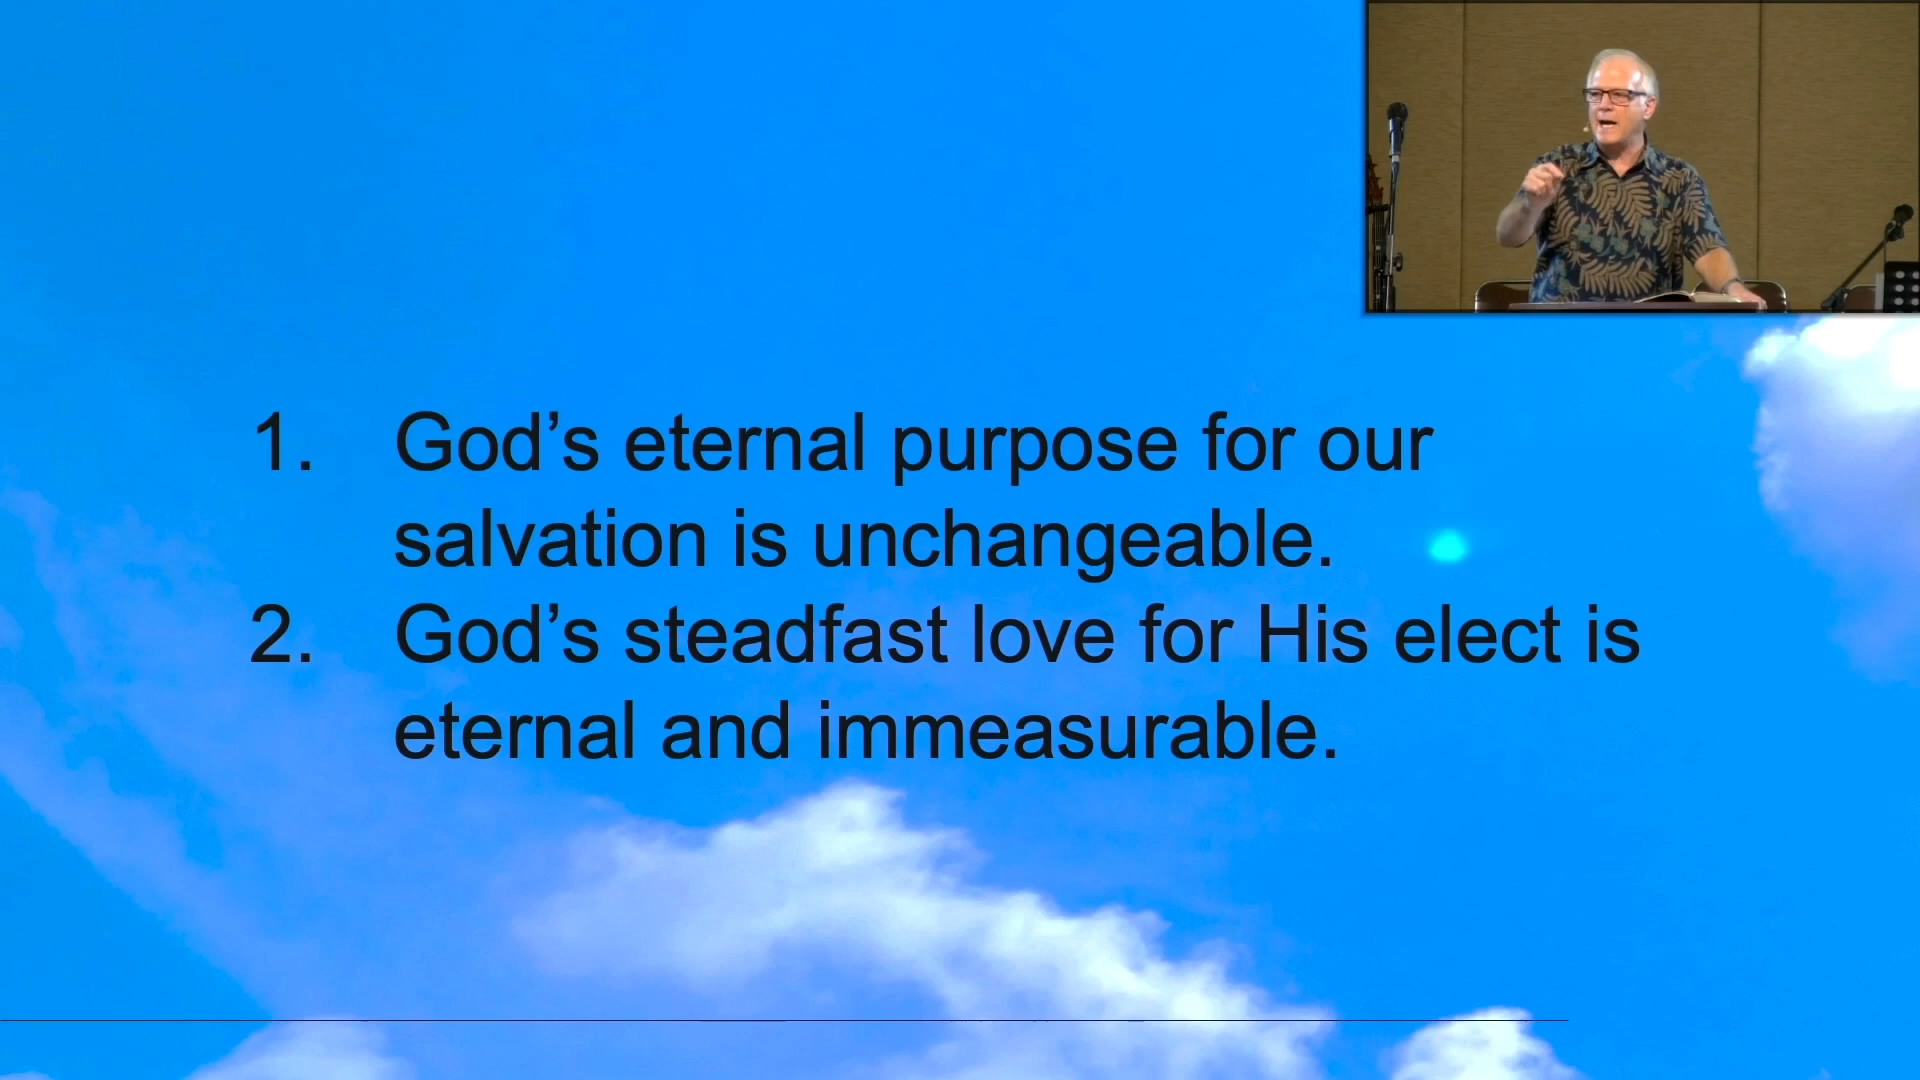 1. God’s eternal purpose for our
salvation is unchangeable.
2. God’s steadfast love for His elect is
eternal and immeasurable.